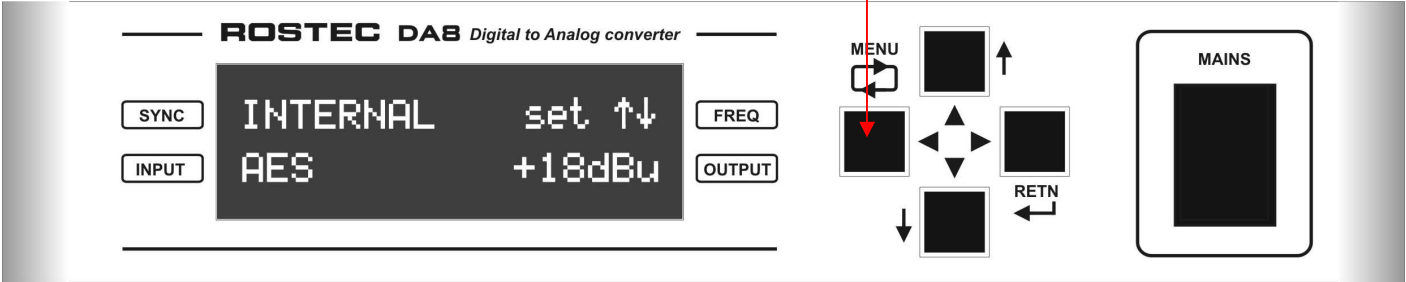 ROSTEC DA8 Digital to Analog converter
SYNC
INTERNAL set ↑↓
FREQ
INPUT
AES +18dBu
OUTPUT
MENU
RETN
MAINS